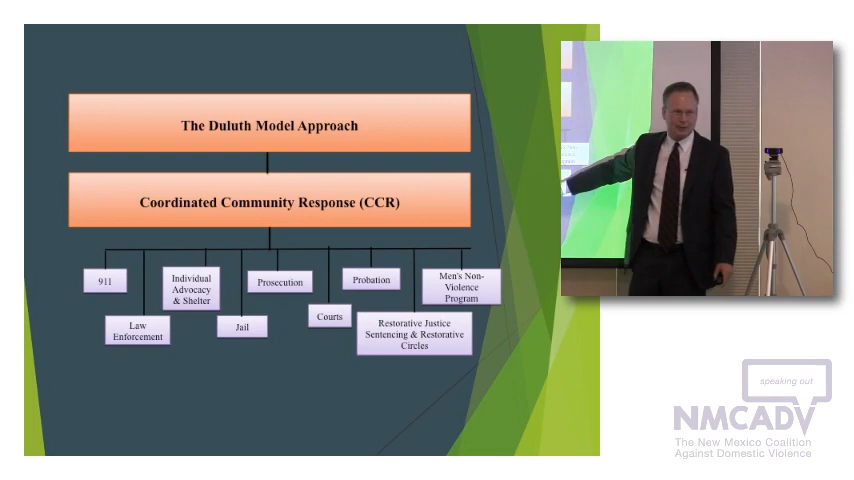 The Duluth Model Approach
Coordinated Community Response (CCR)
911
Individual
Advocacy
& Shelter
Prosecution
Probation
Men's Non-
Violence
Program
Law
Enforcement
Jail
Courts
Restorative Justice
Sentencing & Restorative
Circles
speaking out
NMCADV
The New Mexico Coalition
Against Domestic Violence